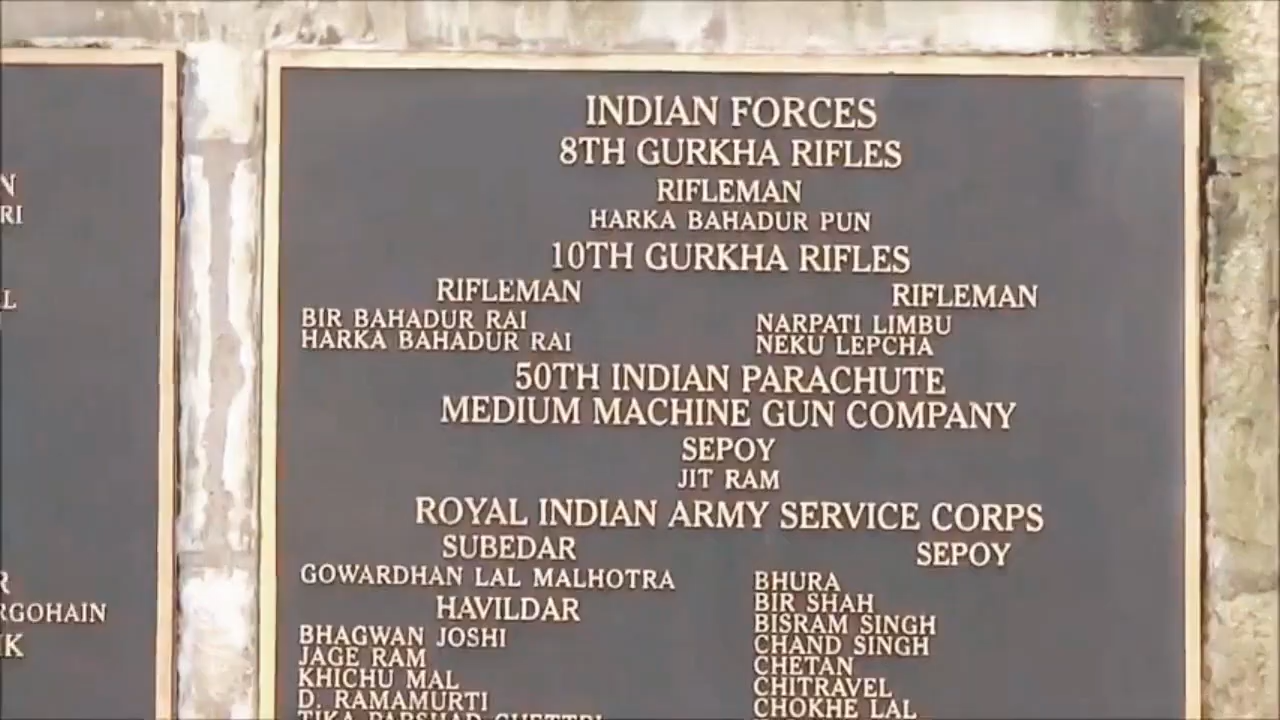 INDIAN FORCES
8TH GURKHA RIFLES
RIFLEMAN
HARKA BAHADUR PUN
10TH GURKHA RIFLES
RIFLEMAN
BIR BAHADUR RAI
HARKA BAHADUR RAI
RIFLEMAN
NARPATI LIMBU
NEKU LEPCHA
50TH INDIAN PARACHUTE
MEDIUM MACHINE GUN COMPANY
SEPOY
JIT RAM
ROYAL INDIAN ARMY SERVICE CORPS
SUBEDAR
GOWARDHAN LAL MALHOTRA
HAVILDAR
BHAGWAN JOSHI
JAGE RAM
KHICHU MAL
D. RAMAMURTI
SEPOY
BHURA
BIR SHAH
BISRAM SINGH
CHAND SINGH
CHETAN
CHITRAVEL
CHOKHE LAL